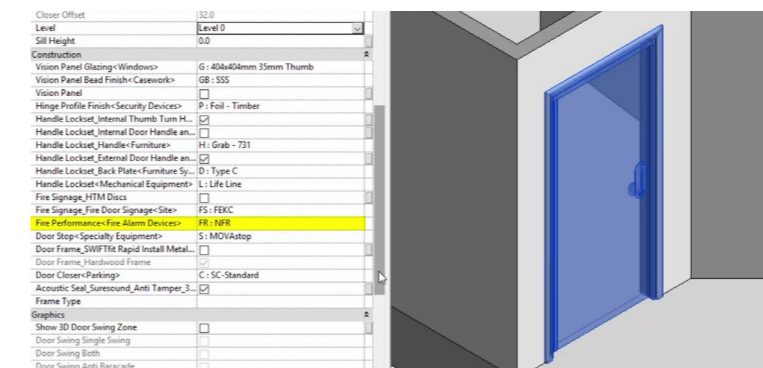 Closer Offset 32.0
Level Level 0
Sill Height 0.0
Construction
Vision Panel Glazing<Windows> G : 404x404mm 35mm Thumb
Vision Panel Bead Finish<Casework> GB : SSS
Vision Panel
Hinge Profile Finish<Security Devices> P : Foil - Timber
Handle Lockset_Internal Thumb Turn H...
Handle Lockset_Internal Door Handle an...
Handle Lockset_Handle<Furniture> H : Grab - 731
Handle Lockset_External Door Handle an...
Handle Lockset_Back Plate<Furniture Sy... D : Type C
Handle Lockset<Mechanical Equipment> L : Life Line
Fire Signage_HTM Discs
Fire Signage_Fire Door Signage<Site> FS : FEKC
Fire Performance<Fire Alarm Devices> FR : NFR
Door Stop<Specialty Equipment> S : MOVAstop
Door Frame_SWIFTfit Rapid Install Metal...
Door Frame_Hardwood Frame
Door Closer<Parking> C : SC-Standard
Acoustic Seal_Suresound_Anti Tamper_3...
Frame Type
Graphics
Show 3D Door Swing Zone
Door Swing Single Swing
Door Swing Both
Door Swing Anti Baracade